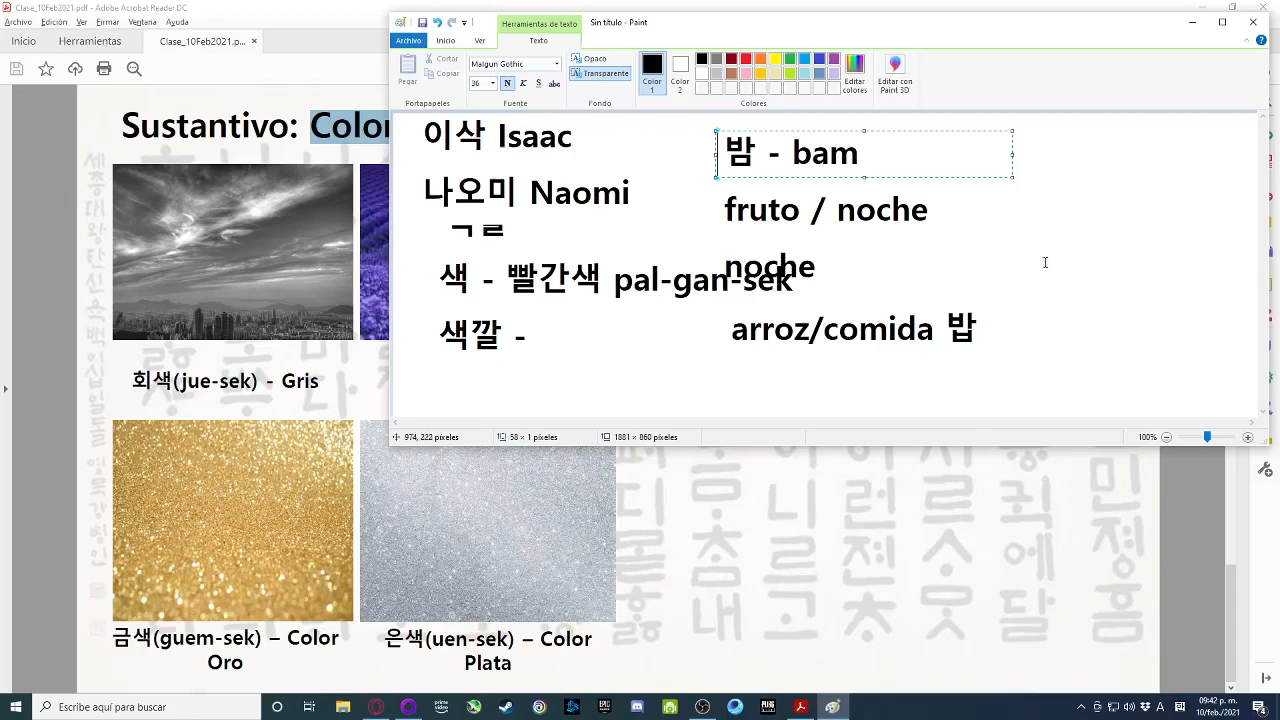 Clase_10Feb2021.pdf - Adobe Acrobat Reader DC
Archivo Edición Ver Firmar Ventana Ayuda
Inicio Herramientas Clase_10Feb2021.p...
Sustantivo: Color
회색(jue-sek) - Gris
금색(guem-sek) – Color Oro
은색(uen-sek) – Color Plata
Herramientas de texto
Sin título - Paint
Archivo Inicio Ver Texto
Pegar
Cortar
Copiar
Portapapeles
Malgun Gothic
36 N K S abc
Fuente
Opaco
Transparente
Fondo
Color 1
Color 2
Editar colores
Colores
Editar con Paint 3D
이삭 Isaac
나오미 Naomi
ㄱㄹ
색 - 빨간색 pal-gan-sek
색깔 -
밤 - bam
fruto / noche
noche
arroz/comida 밥
974, 222 píxeles
58 × 1 píxeles
1881 × 860 píxeles
100%
Escribe aquí para buscar
09:42 p. m.
10/feb./2021